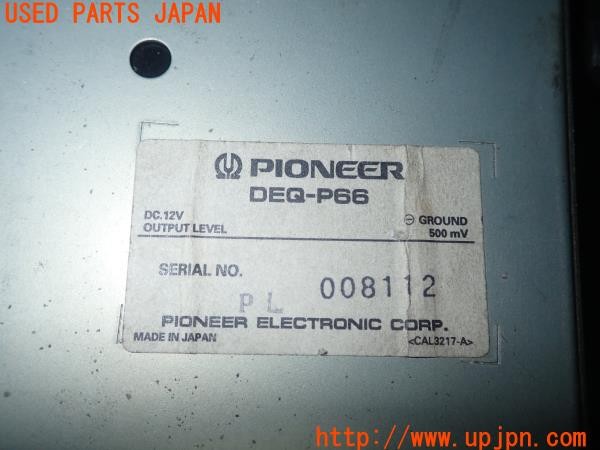 USED PARTS JAPAN
PIONEER
DEQ-P66
DC.12V ⊖ GROUND
OUTPUT LEVEL 500 mV
SERIAL NO. 008112
PL
PIONEER ELECTRONIC CORP.
MADE IN JAPAN <CAL3217-A>
http://www.upjpn.com/